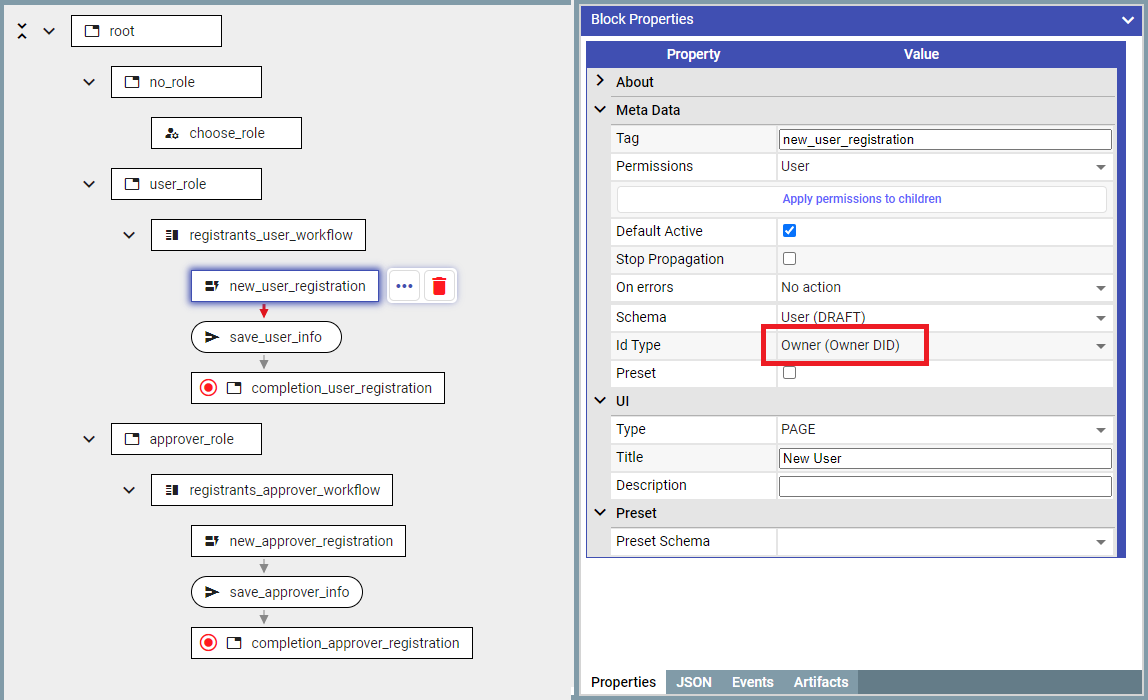 root
no_role
choose_role
user_role
registrants_user_workflow
new_user_registration
save_user_info
completion_user_registration
approver_role
registrants_approver_workflow
new_approver_registration
save_approver_info
completion_approver_registration
Block Properties
Property Value
About
Meta Data
Tag new_user_registration
Permissions User
Apply permissions to children
Default Active
Stop Propagation
On errors No action
Schema User (DRAFT)
Id Type Owner (Owner DID)
Preset
UI
Type PAGE
Title New User
Description
Preset
Preset Schema
Properties JSON Events Artifacts